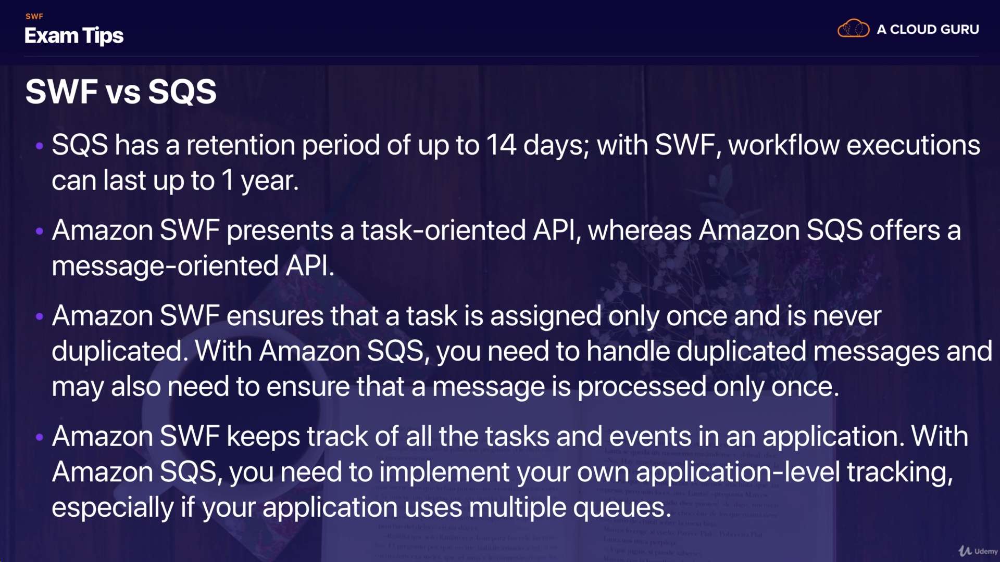 SWF
Exam Tips
A CLOUD GURU
SWF vs SQS
• SQS has a retention period of up to 14 days; with SWF, workflow executions
can last up to 1 year.
• Amazon SWF presents a task-oriented API, whereas Amazon SQS offers a
message-oriented API.
• Amazon SWF ensures that a task is assigned only once and is never
duplicated. With Amazon SQS, you need to handle duplicated messages and
may also need to ensure that a message is processed only once.
• Amazon SWF keeps track of all the tasks and events in an application. With
Amazon SQS, you need to implement your own application-level tracking,
especially if your application uses multiple queues.
Udemy